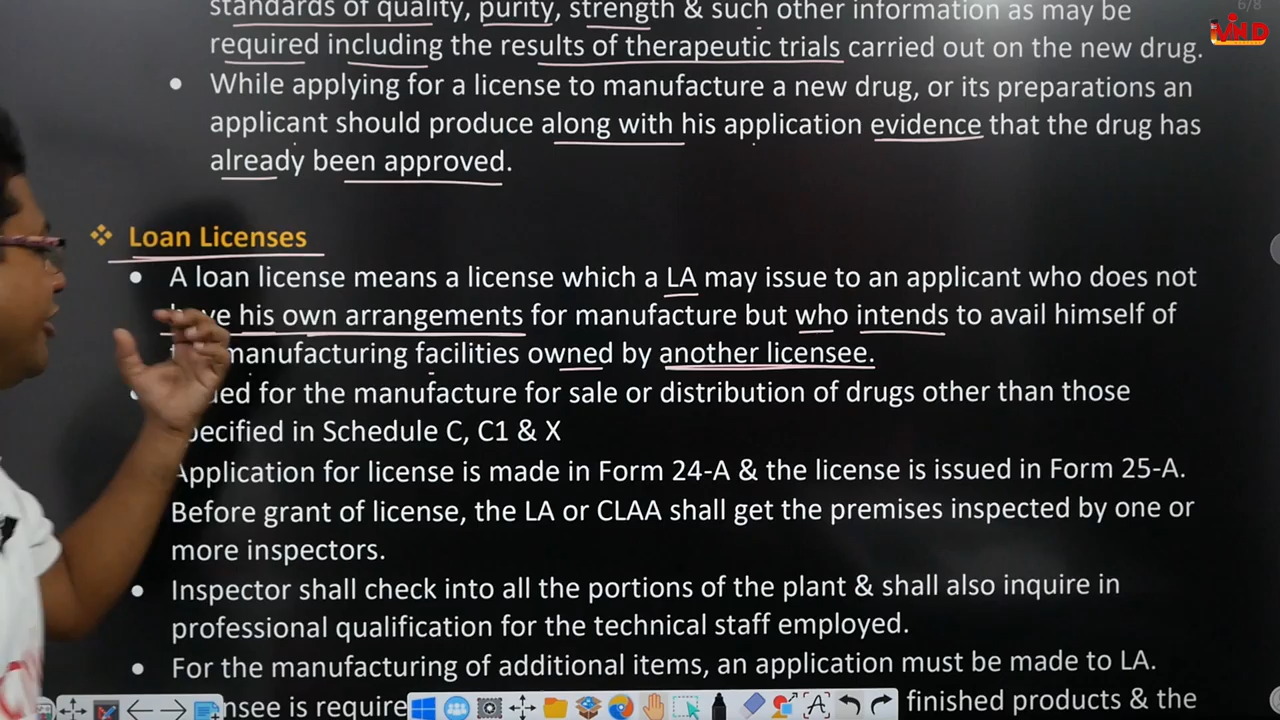 standards of quality, purity, strength & such other information as may be
required including the results of therapeutic trials carried out on the new drug.
• While applying for a license to manufacture a new drug, or its preparations an
applicant should produce along with his application evidence that the drug has
already been approved.
❖ Loan Licenses
• A loan license means a license which a LA may issue to an applicant who does not
his own arrangements for manufacture but who intends to avail himself of
manufacturing facilities owned by another licensee.
for the manufacture for sale or distribution of drugs other than those
in Schedule C, C1 & X
Application for license is made in Form 24-A & the license is issued in Form 25-A.
Before grant of license, the LA or CLAA shall get the premises inspected by one or
more inspectors.
• Inspector shall check into all the portions of the plant & shall also inquire in
professional qualification for the technical staff employed.
• For the manufacturing of additional items, an application must be made to LA.
is finished products & the
6/8